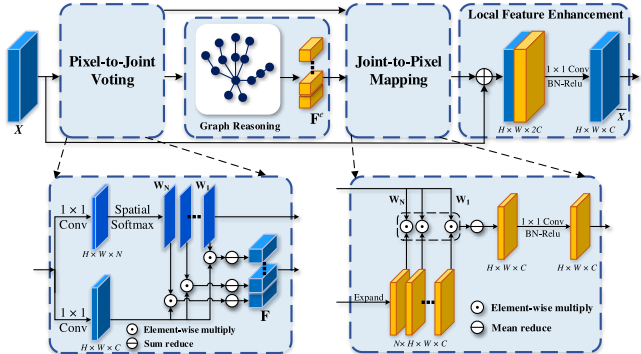 Pixel-to-Joint
Voting
Graph Reasoning
F^e
Joint-to-Pixel
Mapping
Local Feature Enhancement
1 × 1 Conv
BN-Relu
H × W × 2C
H × W × C
X̅
X
1 × 1
Conv
H × W × N
Spatial
Softmax
W_N
W_1
1 × 1
Conv
H × W × C
F
Element-wise multiply
Sum reduce
W_N
W_1
Expand
N × H × W × C
H × W × C
1 × 1 Conv
BN-Relu
H × W × C
Element-wise multiply
Mean reduce